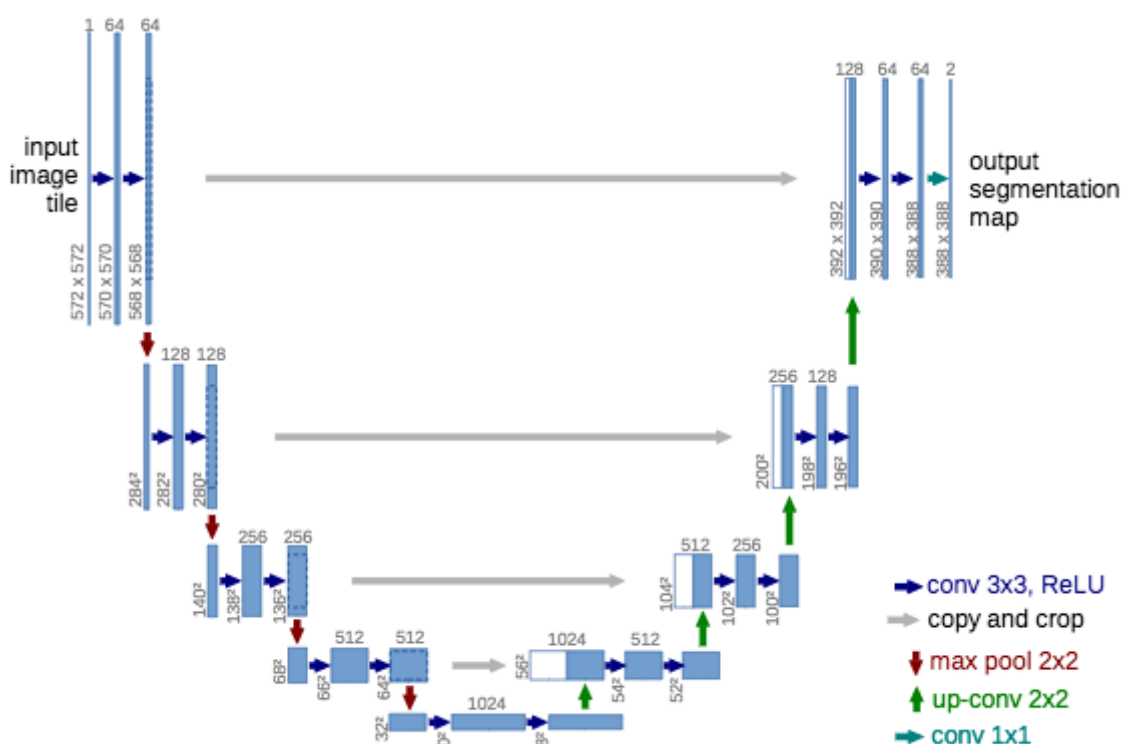 1 64 64
input
image
tile
572 x 572
570 x 570
568 x 568
128 64 64 2
output
segmentation
map
392 x 392
390 x 390
388 x 388
388 x 388
128 128
284²
282²
280²
256 128
200²
198²
196²
256 256
140²
138²
136²
512 256
104²
102²
100²
512 512
68²
66²
64²
1024 512
56²
54²
52²
1024
32²
conv 3x3, ReLU
copy and crop
max pool 2x2
up-conv 2x2
conv 1x1